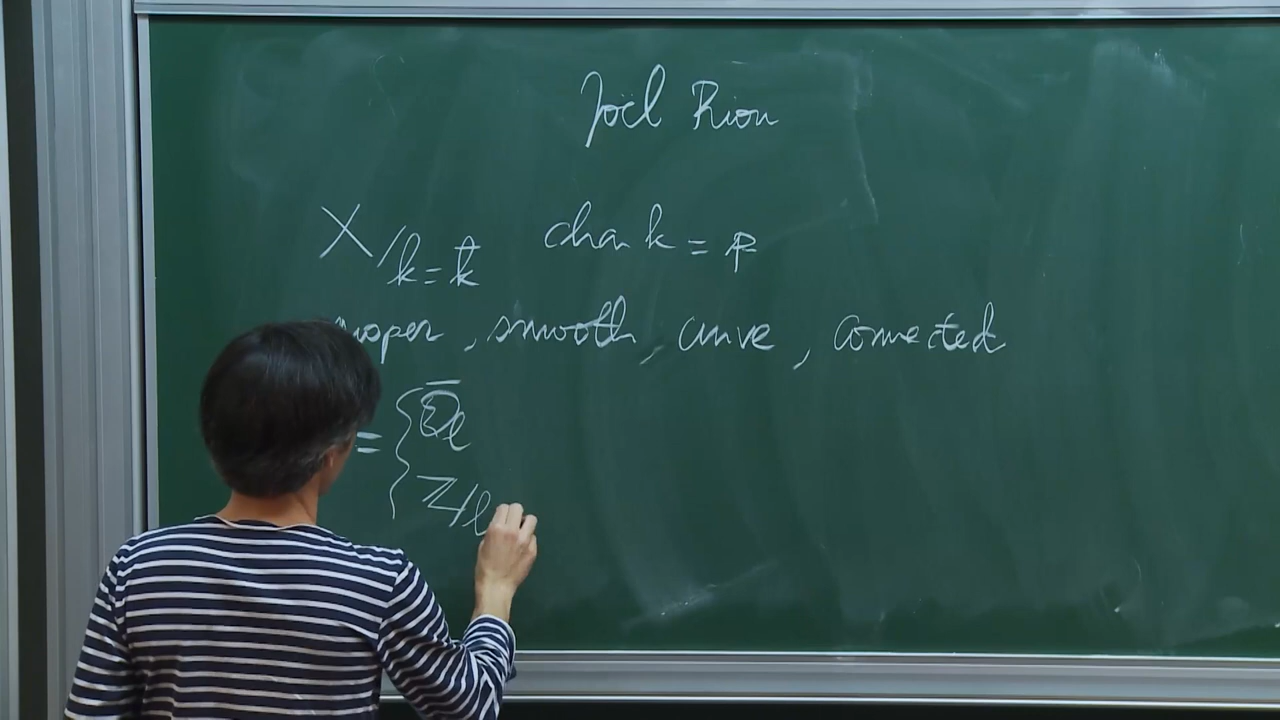 Joël Riou
X/k=k̄ char k = p
proper, smooth, curve, connected
= { Q̄ℓ
Z/ℓ